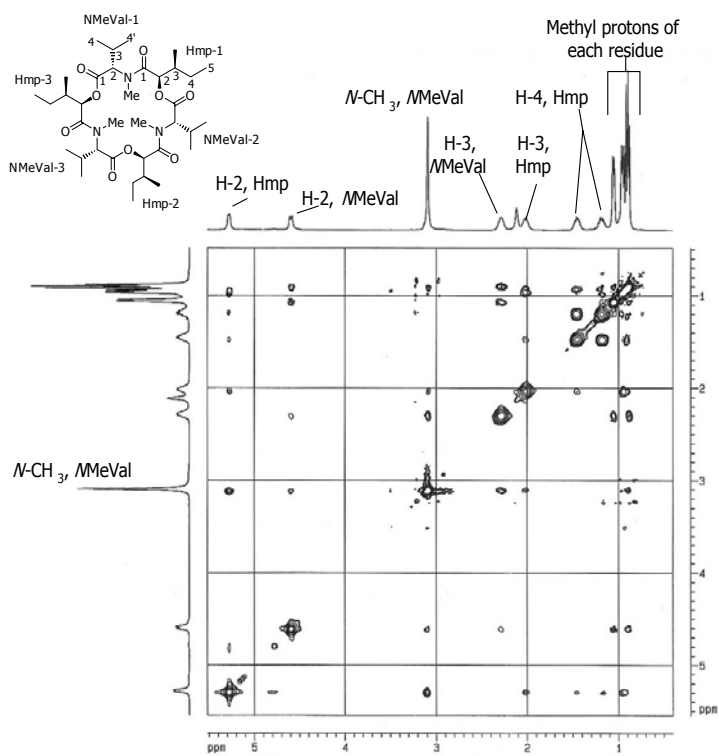 NMeVal-1
4
4'
3
Hmp-1
O
O
1
2
N
1
2
3
4
5
Hmp-3
Me
O
O
O
N
Me
Me
N
NMeVal-2
NMeVal-3
O
O
O
Hmp-2
Methyl protons of
each residue
N-CH3, NMeVal
H-4, Hmp
H-3,
NMeVal
H-3,
Hmp
H-2, Hmp
H-2, NMeVal
N-CH3, NMeVal
1
2
3
4
5
ppm
ppm
5
4
3
2
1